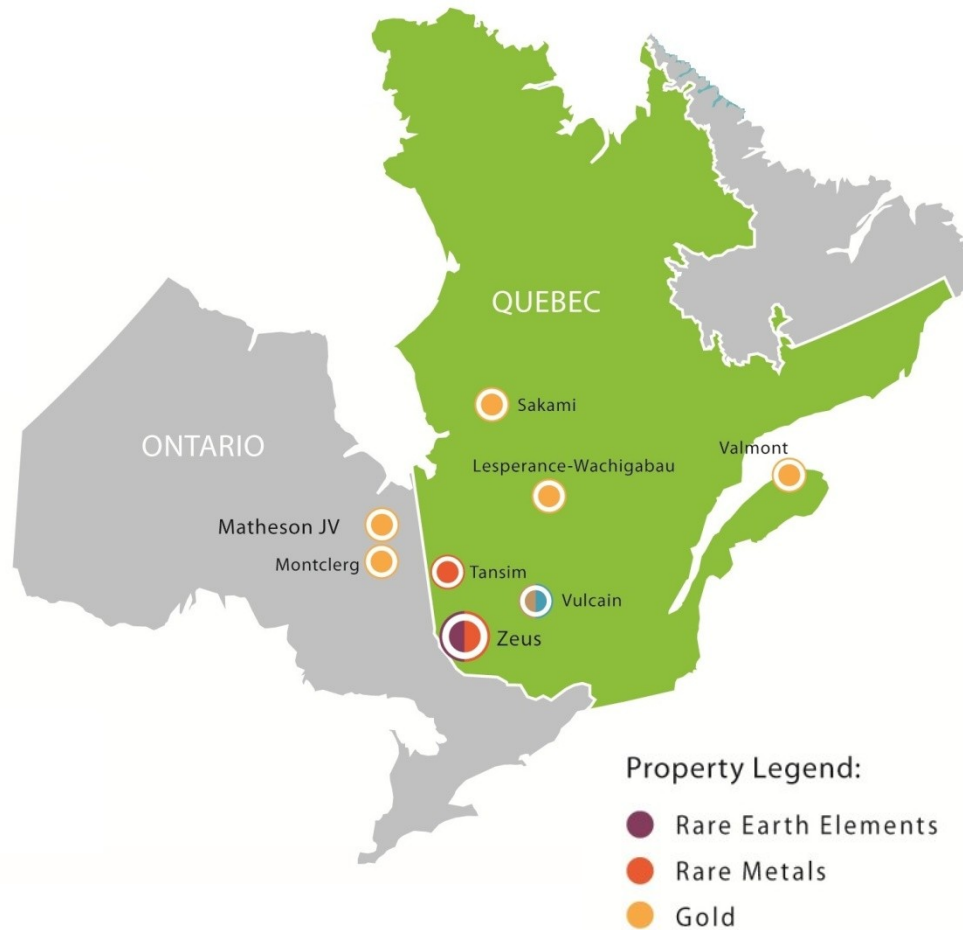 QUEBEC
Sakami
ONTARIO
Valmont
Lesperance-Wachigabau
Matheson JV
Montclerg
Tansim
Vulcain
Zeus
Property Legend:
Rare Earth Elements
Rare Metals
Gold